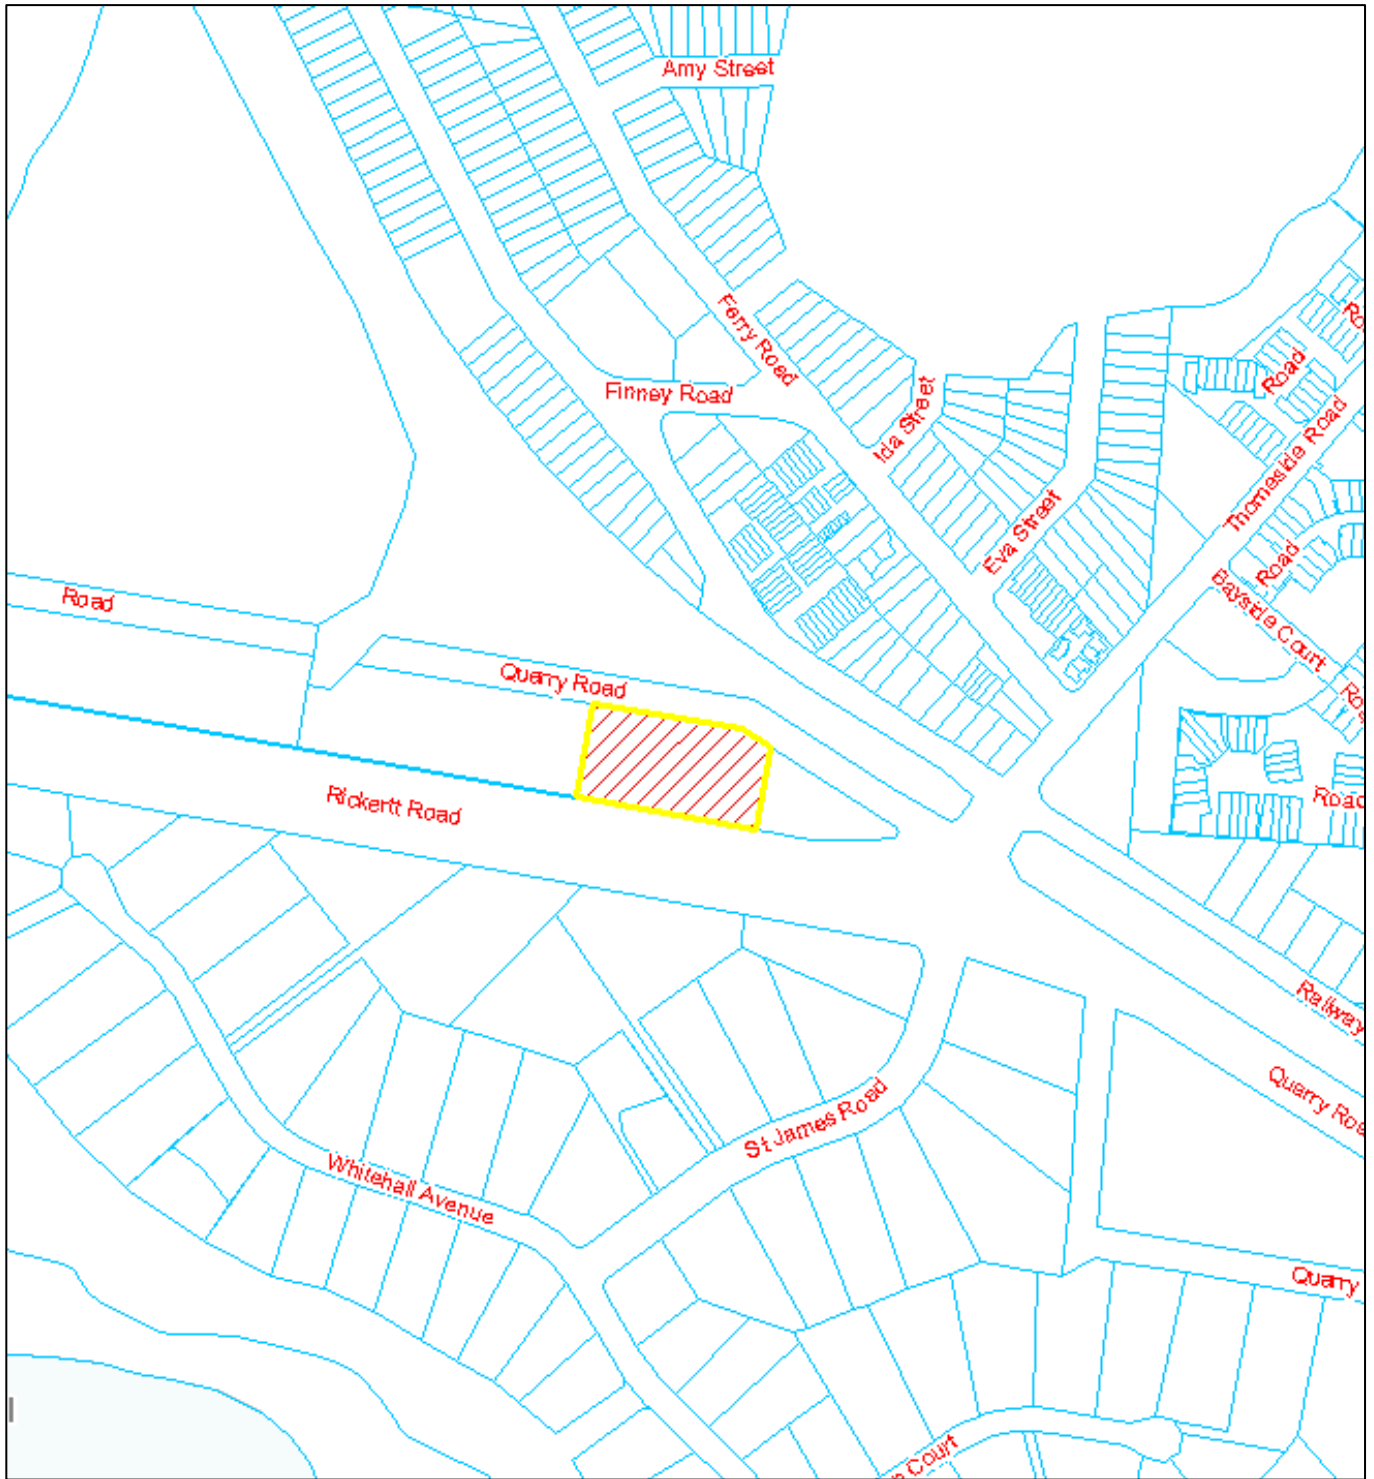 Amy Street
Ferry Road
Road
Finney Road
Ida Street
Thorneside Road
Eva Street
Road
Bayside Court
Road
Quarry Road
Rickertt Road
Road
Railway
Quarry Roa
St James Road
Whitehall Avenue
Quarry
Court